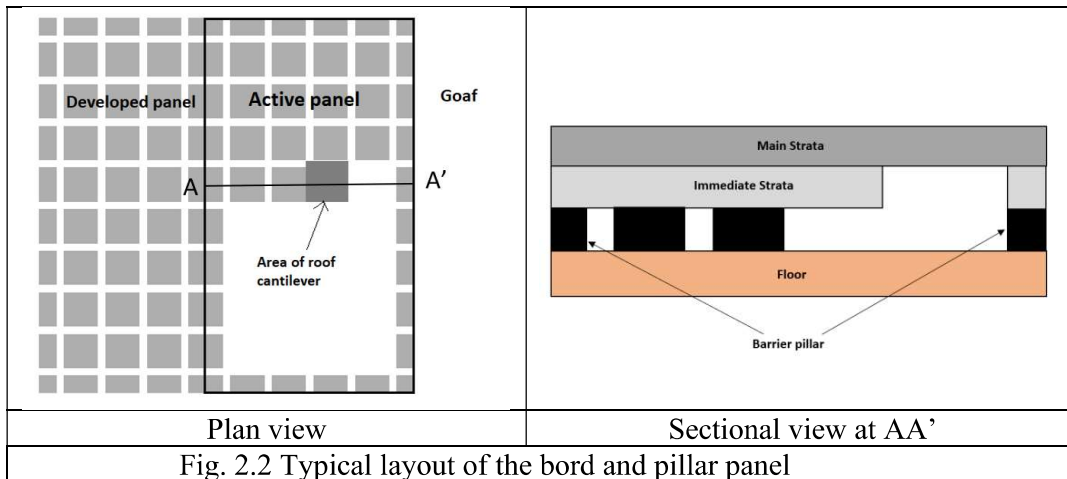 Developed panel
Active panel
Goaf
A
A'
Area of roof
cantilever
Main Strata
Immediate Strata
Floor
Barrier pillar
Plan view
Sectional view at AA’
Fig. 2.2 Typical layout of the bord and pillar panel